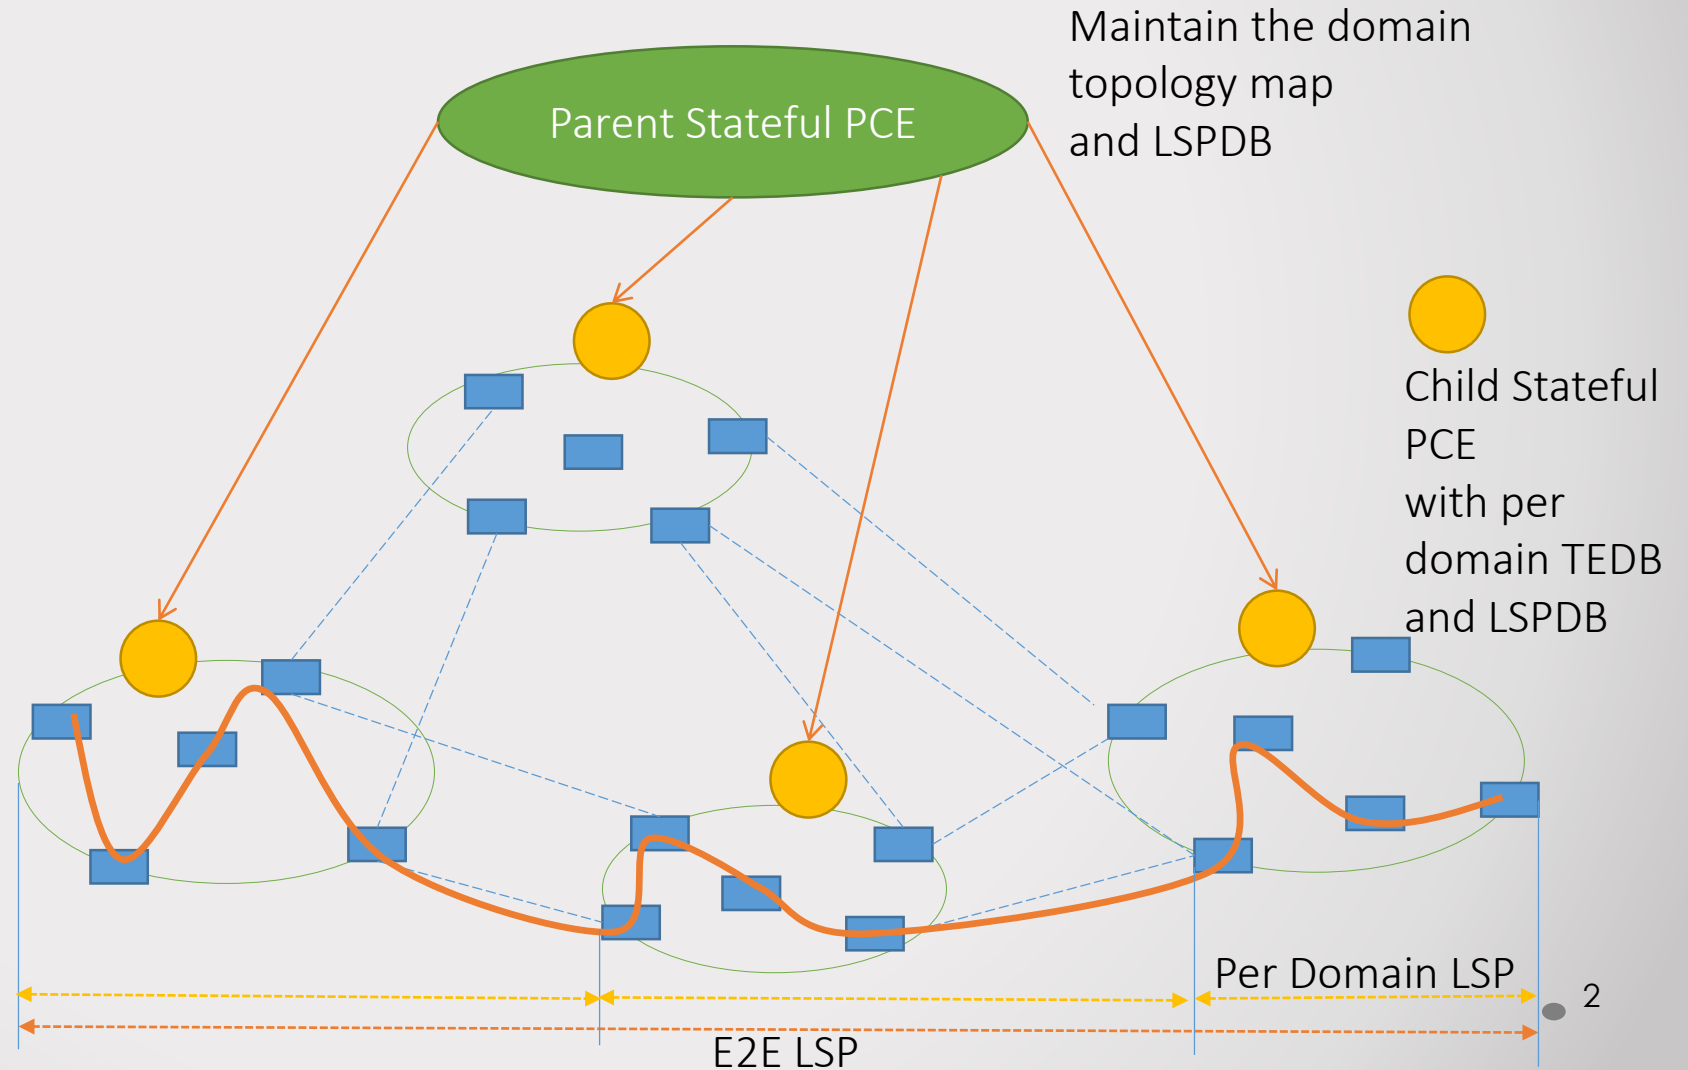 Maintain the domain
topology map
and LSPDB
Parent Stateful PCE
Child Stateful
PCE
with per
domain TEDB
and LSPDB
Per Domain LSP
2
E2E LSP